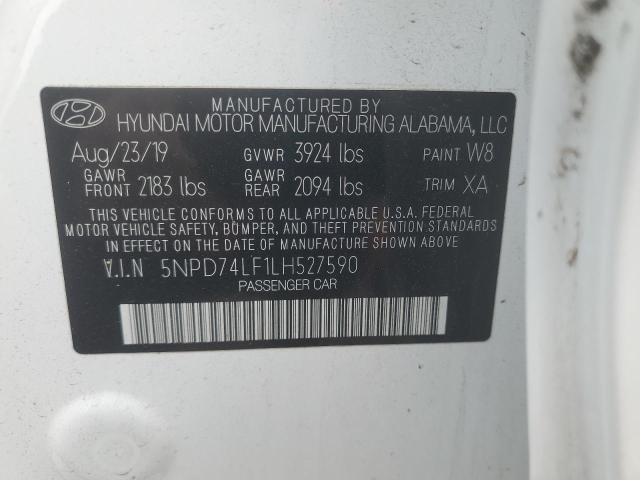 MANUFACTURED BY
HYUNDAI MOTOR MANUFACTURING ALABAMA, LLC
Aug/23/19 GVWR 3924 lbs PAINT W8
GAWR FRONT 2183 lbs GAWR REAR 2094 lbs TRIM XA
THIS VEHICLE CONFORMS TO ALL APPLICABLE U.S.A. FEDERAL
MOTOR VEHICLE SAFETY, BUMPER, AND THEFT PREVENTION STANDARDS
IN EFFECT ON THE DATE OF MANUFACTURE SHOWN ABOVE
V.I.N 5NPD74LF1LH527590
PASSENGER CAR